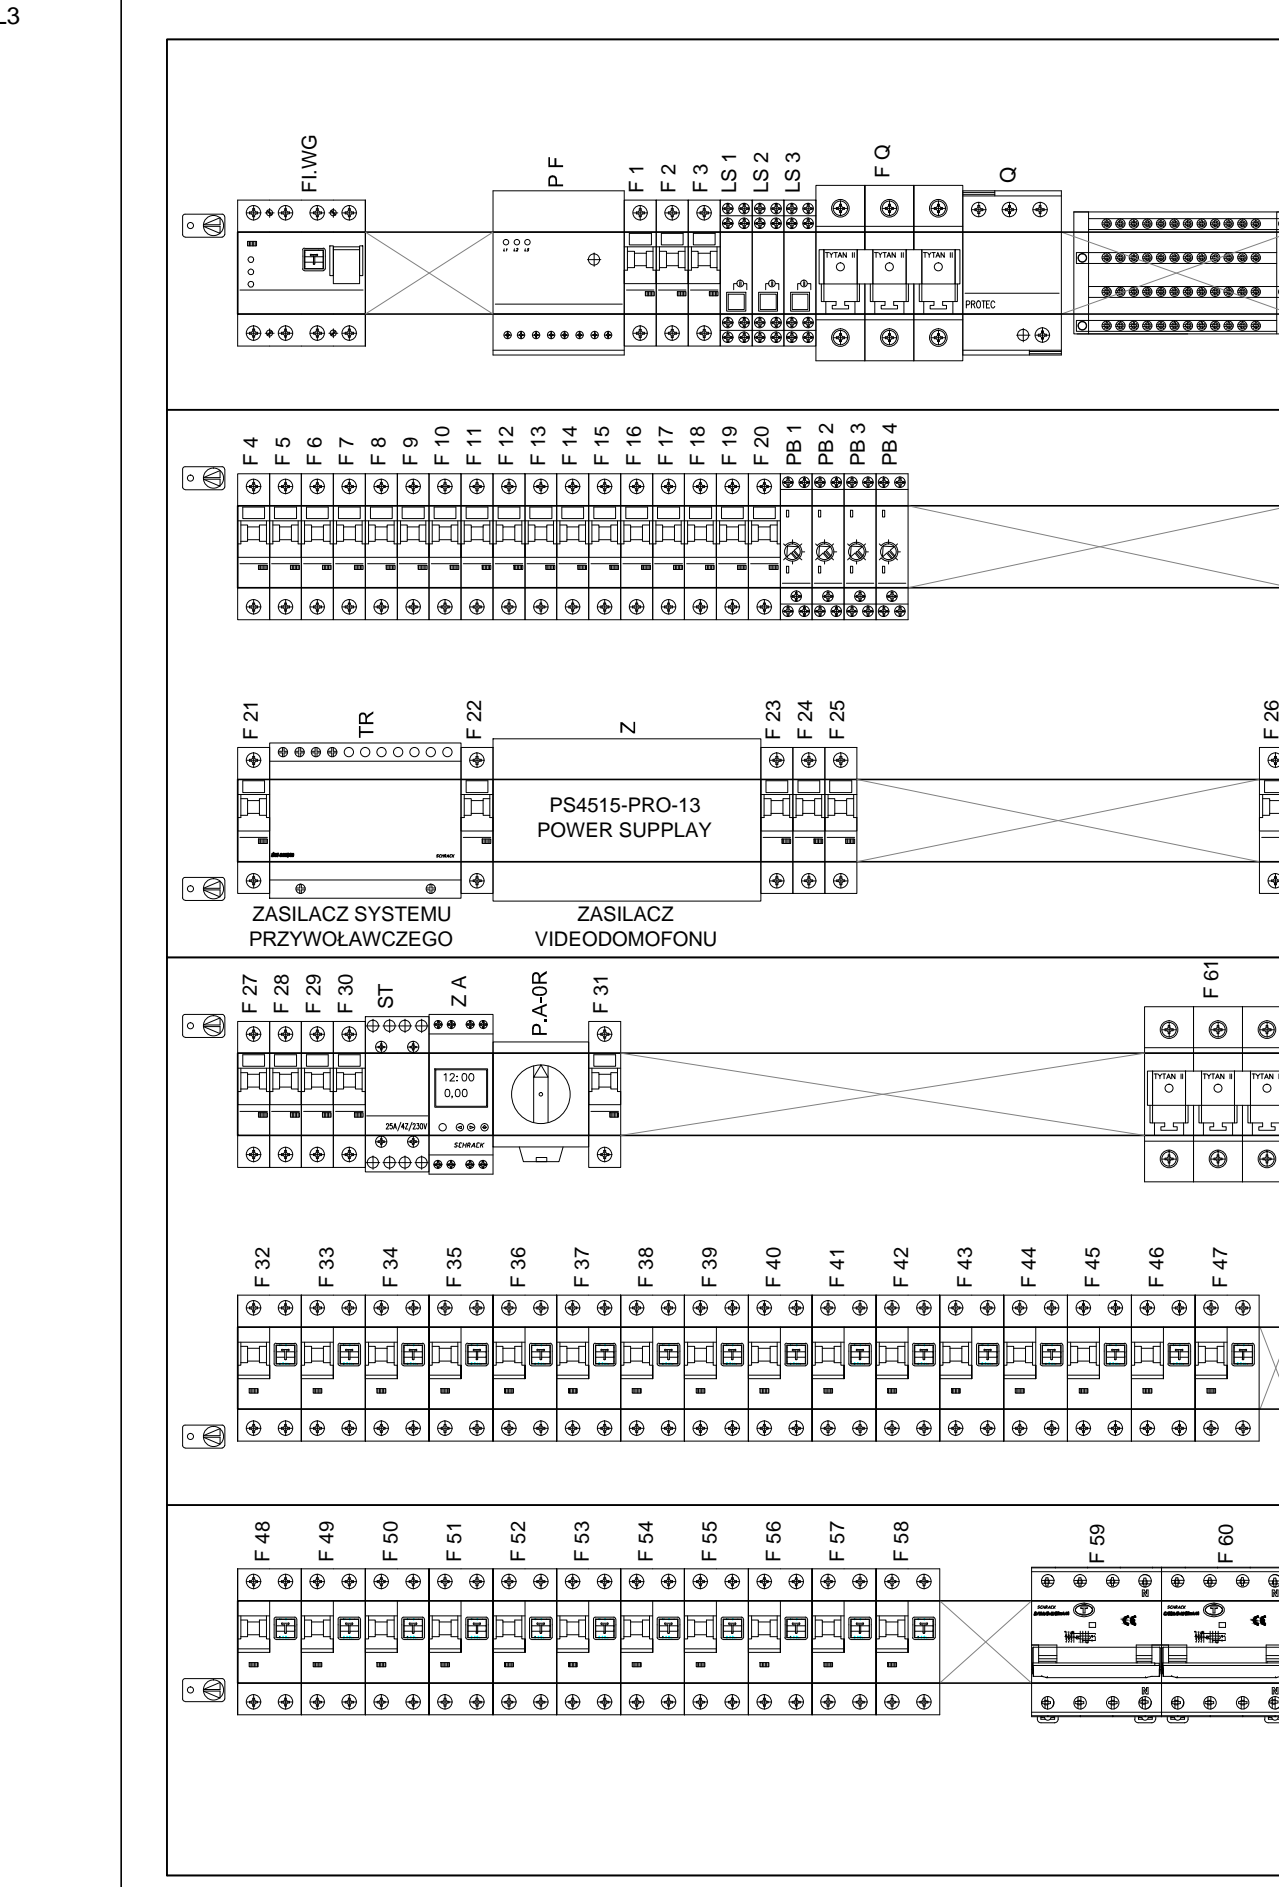 L3
FI.WG
P F
F 1
F 2
F 3
LS 1
LS 2
LS 3
F Q
Q
L1 L2 L3
TYTAN II
TYTAN II
TYTAN II
PROTEC
F 4
F 5
F 6
F 7
F 8
F 9
F 10
F 11
F 12
F 13
F 14
F 15
F 16
F 17
F 18
F 19
F 20
PB 1
PB 2
PB 3
PB 4
F 21
TR
F 22
Z
F 23
F 24
F 25
F 26
PS4515-PRO-13
POWER SUPPLAY
SCHRACK
ZASILACZ SYSTEMU
PRZYWOŁAWCZEGO
ZASILACZ
VIDEODOMOFONU
F 27
F 28
F 29
F 30
ST
Z A
P.A-0R
F 31
F 61
12:00
0,00
25A/4Z/230V
SCHRACK
TYTAN II
TYTAN II
TYTAN
F 32
F 33
F 34
F 35
F 36
F 37
F 38
F 39
F 40
F 41
F 42
F 43
F 44
F 45
F 46
F 47
F 48
F 49
F 50
F 51
F 52
F 53
F 54
F 55
F 56
F 57
F 58
F 59
F 60
N
N
SCHRACK
SCHRACK
CE
CE
N
N